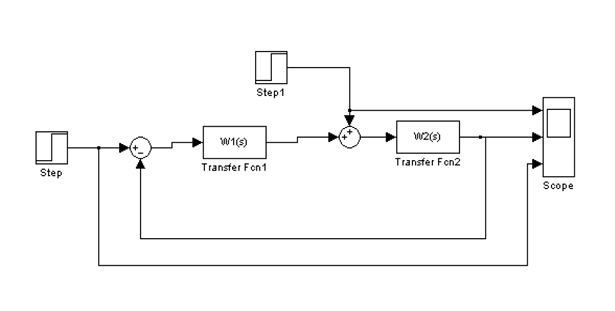 Step1
W1(s)
W2(s)
Transfer Fcn1
Transfer Fcn2
Step
Scope
+
−
+
+